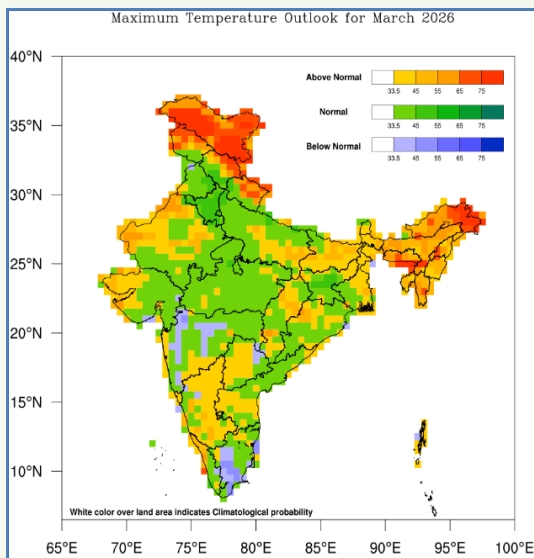 Maximum Temperature Outlook for March 2026
40°N
35°N
30°N
25°N
20°N
15°N
10°N
Above Normal
33.5 45 55 65 75
Normal
33.5 45 55 65 75
Below Normal
33.5 45 55 65 75
White color over land area indicates Climatological probability
65°E 70°E 75°E 80°E 85°E 90°E 95°E 100°E